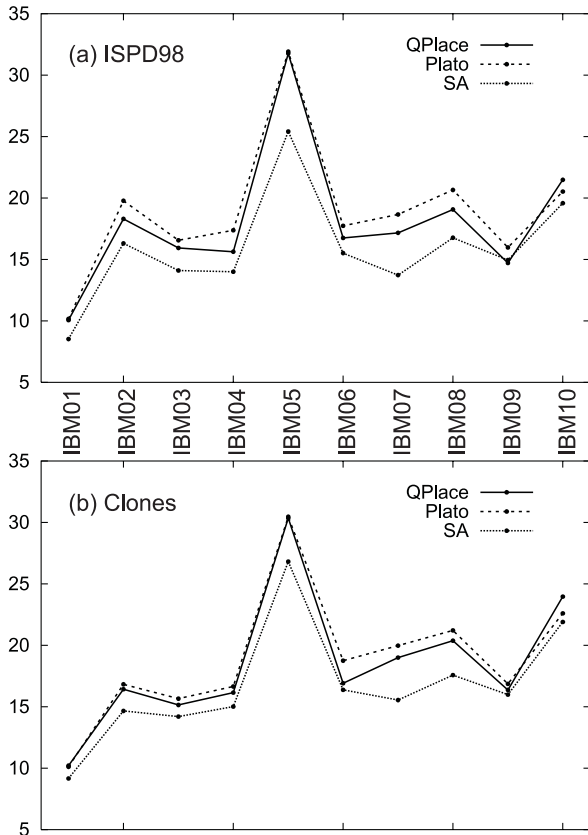 35
(a) ISPD98
QPlace
Plato
SA
30
25
20
15
10
5
IBM01
IBM02
IBM03
IBM04
IBM05
IBM06
IBM07
IBM08
IBM09
IBM10
35
(b) Clones
QPlace
Plato
SA
30
25
20
15
10
5